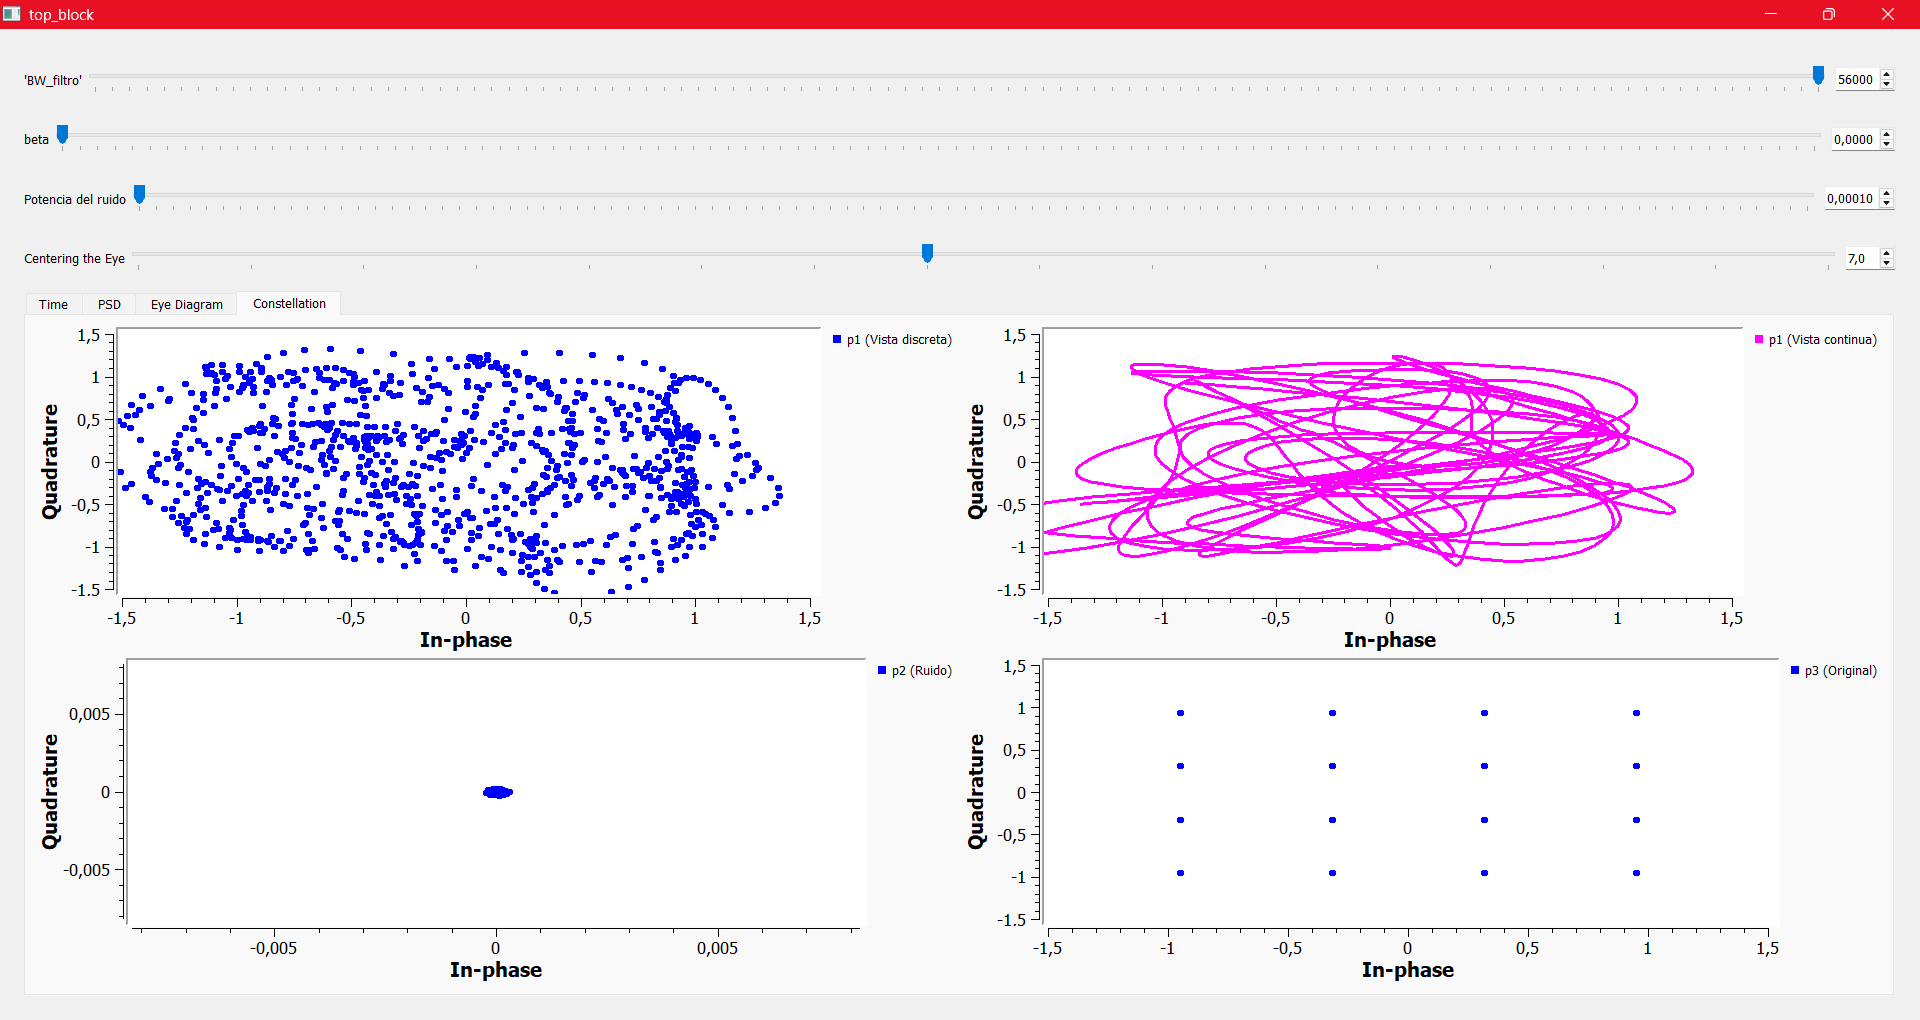 top_block
'BW_filtro' 56000
beta 0,0000
Potencia del ruido 0,00010
Centering the Eye 7,0
Time PSD Eye Diagram Constellation
1,5
1
0,5
0
-0,5
-1
-1.5
Quadrature
-1,5 -1 -0,5 0 0,5 1 1,5
In-phase
p1 (Vista discreta)
1,5
1
0,5
0
-0,5
-1
-1.5
Quadrature
-1,5 -1 -0,5 0 0,5 1 1,5
In-phase
p1 (Vista continua)
0,005
0
-0,005
Quadrature
-0,005 0 0,005
In-phase
p2 (Ruido)
1,5
1
0,5
0
-0,5
-1
-1.5
Quadrature
-1,5 -1 -0,5 0 0,5 1 1,5
In-phase
p3 (Original)